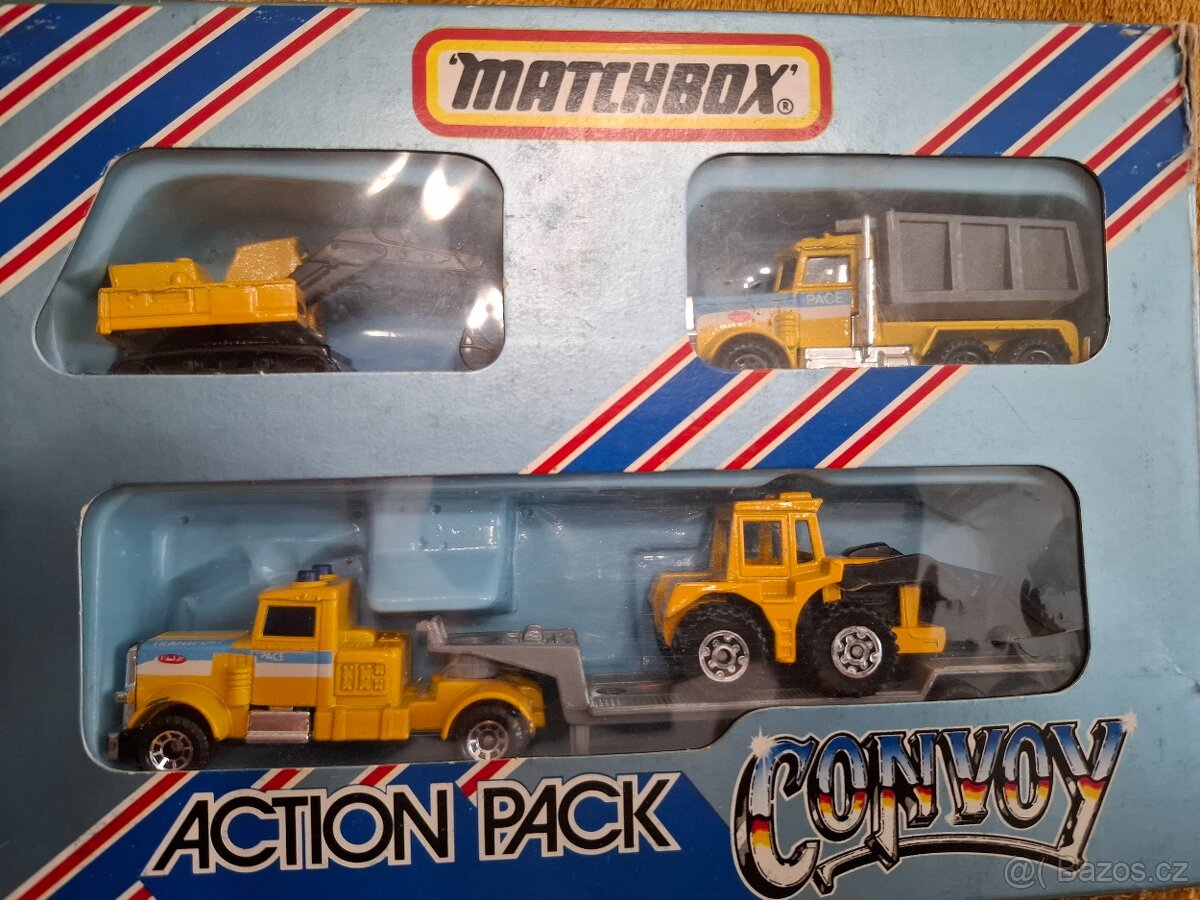 'MATCHBOX'®
PACE
PACE
ACTION PACK
CONVOY
@( Bazos.cz